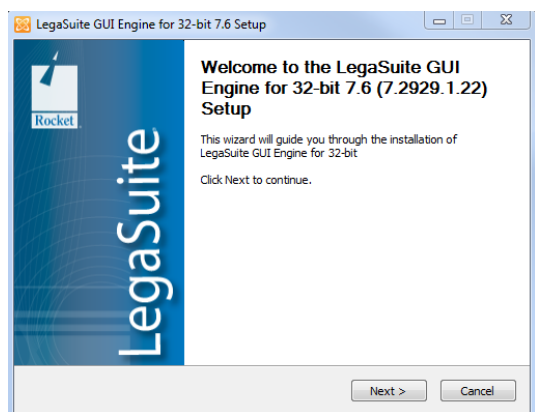 LegaSuite GUI Engine for 32-bit 7.6 Setup
Rocket
LegaSuite
Welcome to the LegaSuite GUI
Engine for 32-bit 7.6 (7.2929.1.22)
Setup
This wizard will guide you through the installation of
LegaSuite GUI Engine for 32-bit
Click Next to continue.
Next >
Cancel